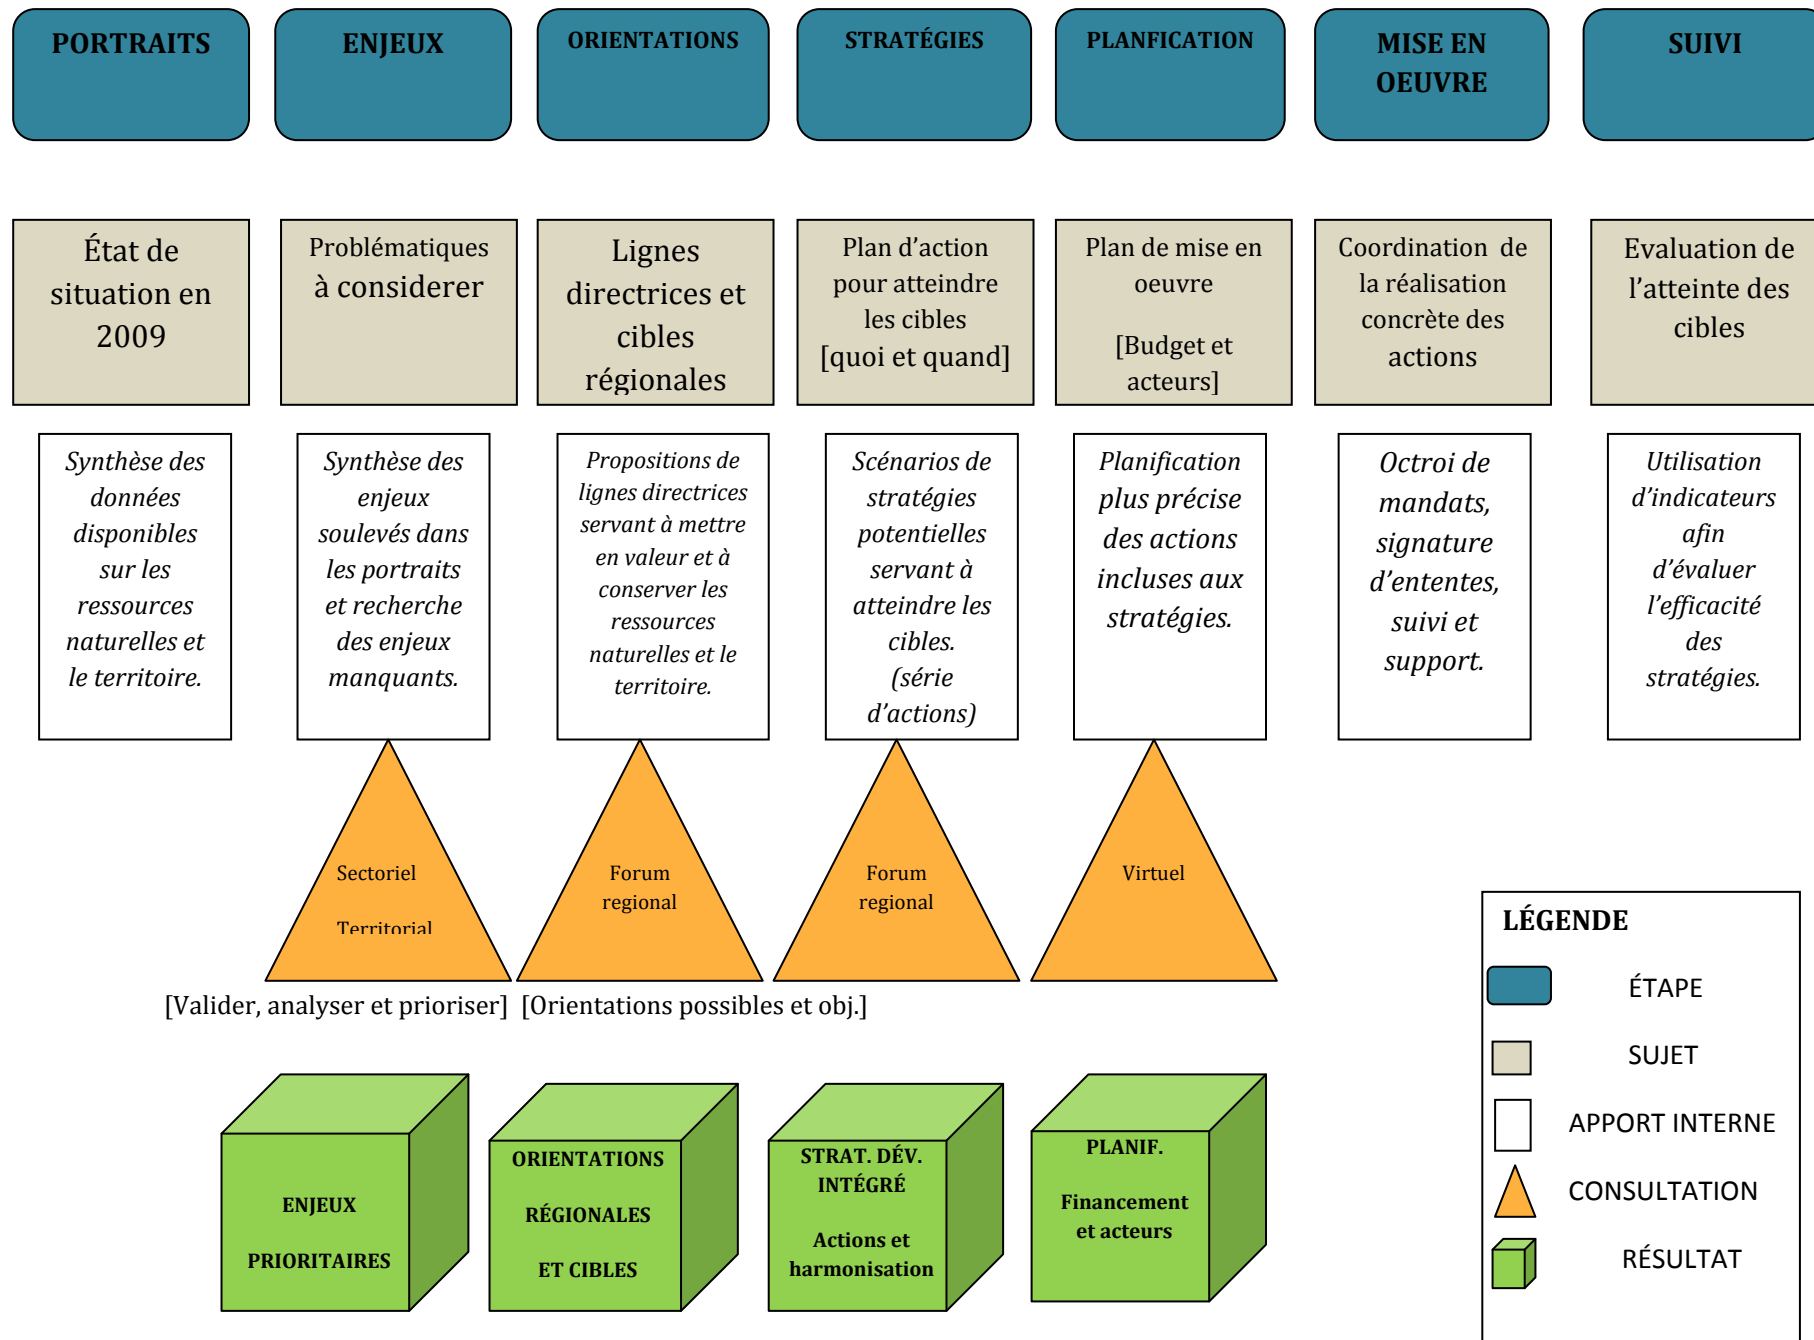 PORTRAITS
ENJEUX
ORIENTATIONS
STRATÉGIES
PLANFICATION
MISE EN
OEUVRE
SUIVI
État de
situation en
2009
Problématiques
à considerer
Lignes
directrices et
cibles
régionales
Plan d’action
pour atteindre
les cibles
[quoi et quand]
Plan de mise en
oeuvre
[Budget et
acteurs]
Coordination de
la réalisation
concrète des
actions
Evaluation de
l’atteinte des
cibles
Synthèse des
données
disponibles
sur les
ressources
naturelles et
le territoire.
Synthèse des
enjeux
soulevés dans
les portraits
et recherche
des enjeux
manquants.
Propositions de
lignes directrices
servant à mettre
en valeur et à
conserver les
ressources
naturelles et le
territoire.
Scénarios de
stratégies
potentielles
servant à
atteindre les
cibles.
(série
d’actions)
Planification
plus précise
des actions
incluses aux
stratégies.
Octroi de
mandats,
signature
d’ententes,
suivi et
support.
Utilisation
d’indicateurs
afin
d’évaluer
l’efficacité
des
stratégies.
Sectoriel
Territorial
Forum
regional
Forum
regional
Virtuel
[Valider, analyser et prioriser] [Orientations possibles et obj.]
ENJEUX
PRIORITAIRES
ORIENTATIONS
RÉGIONALES
ET CIBLES
STRAT. DÉV.
INTÉGRÉ
Actions et
harmonisation
PLANIF.
Financement
et acteurs
LÉGENDE
ÉTAPE
SUJET
APPORT INTERNE
CONSULTATION
RÉSULTAT